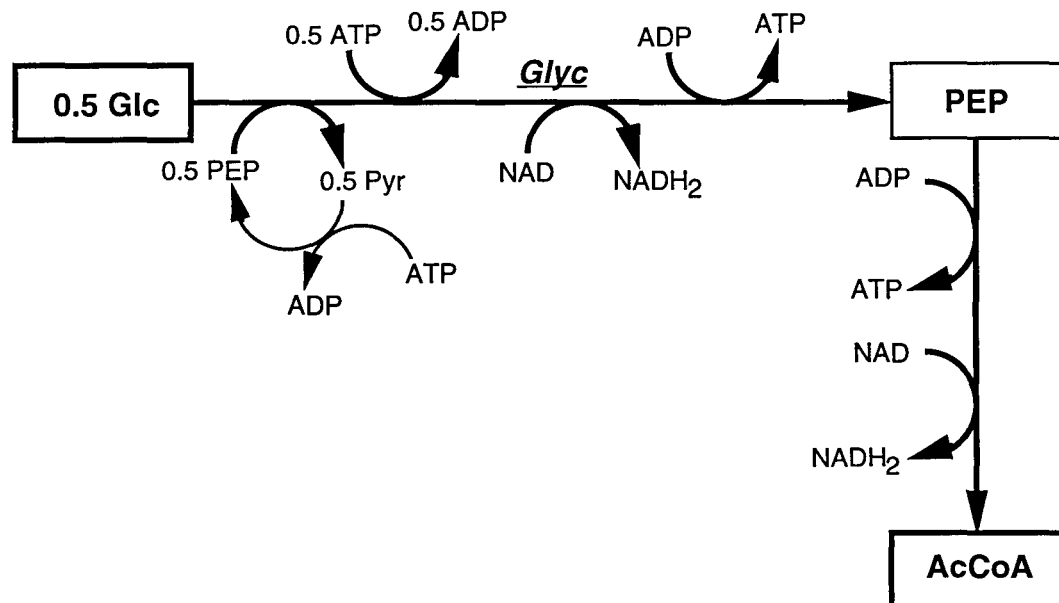 0.5 ATP
0.5 ADP
Glyc
ADP
ATP
0.5 Glc
PEP
0.5 PEP
0.5 Pyr
NAD
NADH2
ADP
ATP
ADP
ATP
NAD
NADH2
AcCoA